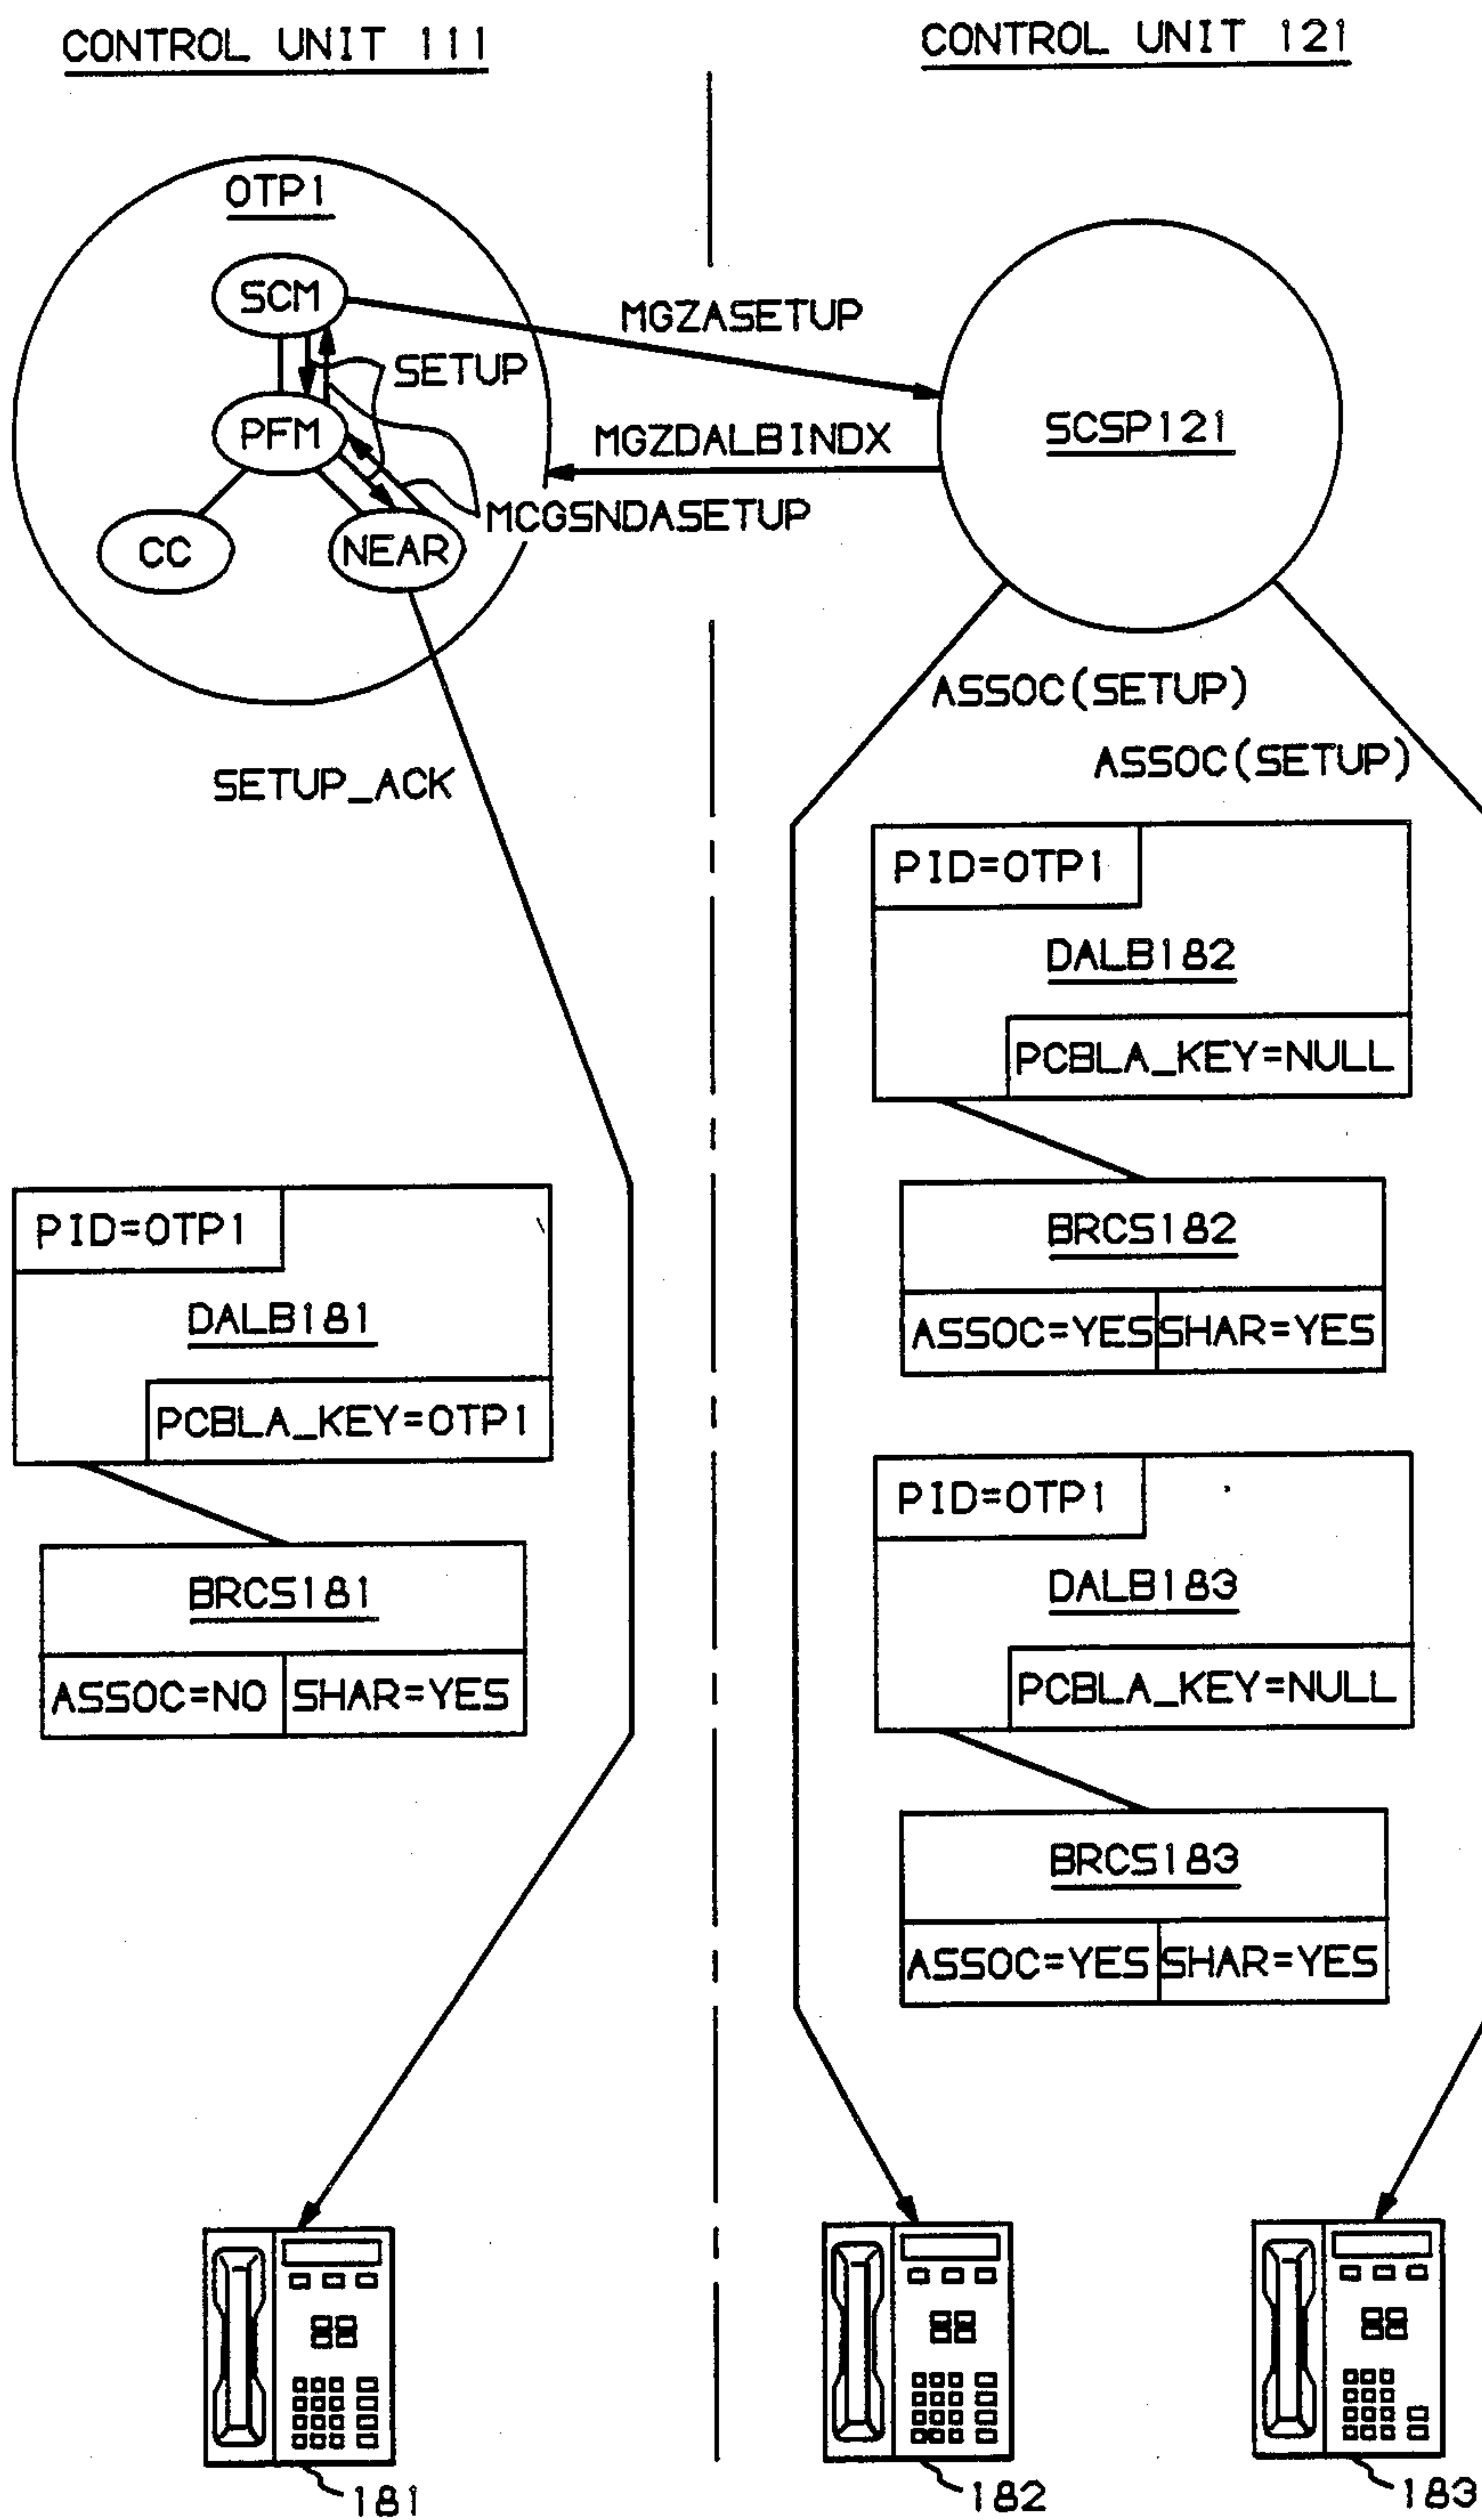 CONTROL UNIT 111
CONTROL UNIT 121
OTP1
SCM
MGZASETUP
SETUP
PFM
MGZDALBINDX
SCSP121
MCGSNDASETUP
CC
NEAR
ASSOC(SETUP)
ASSOC(SETUP)
SETUP_ACK
PID=OTP1
DALB182
PCBLA_KEY=NULL
BRCS182
ASSOC=YES
SHAR=YES
PID=OTP1
DALB181
PCBLA_KEY=OTP1
BRCS181
ASSOC=NO
SHAR=YES
PID=OTP1
DALB183
PCBLA_KEY=NULL
BRCS183
ASSOC=YES
SHAR=YES
181
182
183